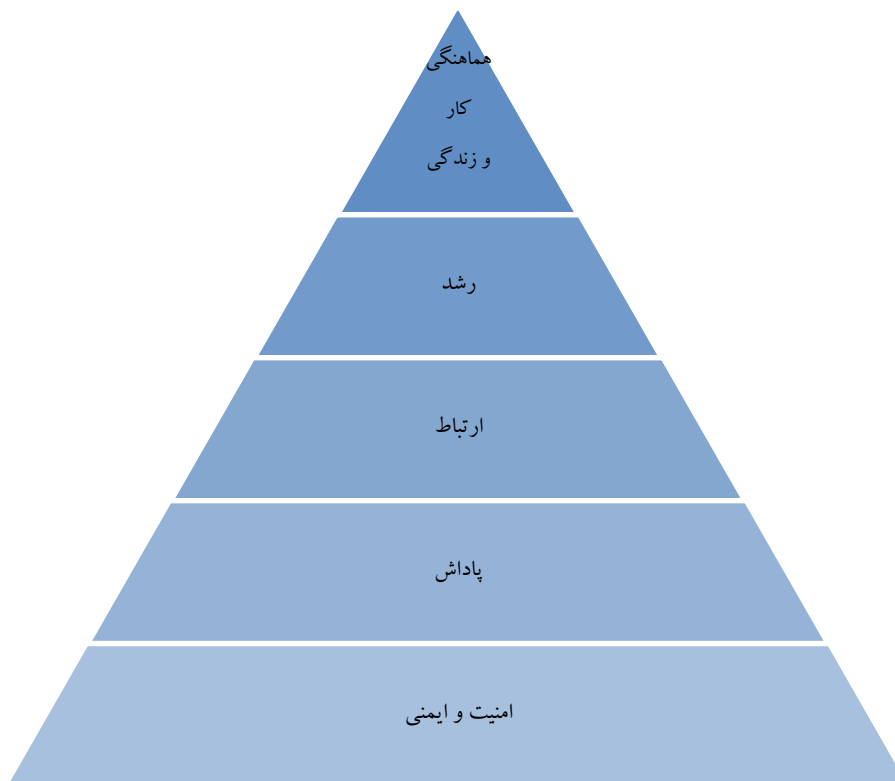 هماهنگی
کار
و زندگی
رشد
ارتباط
پاداش
امنیت و ایمنی